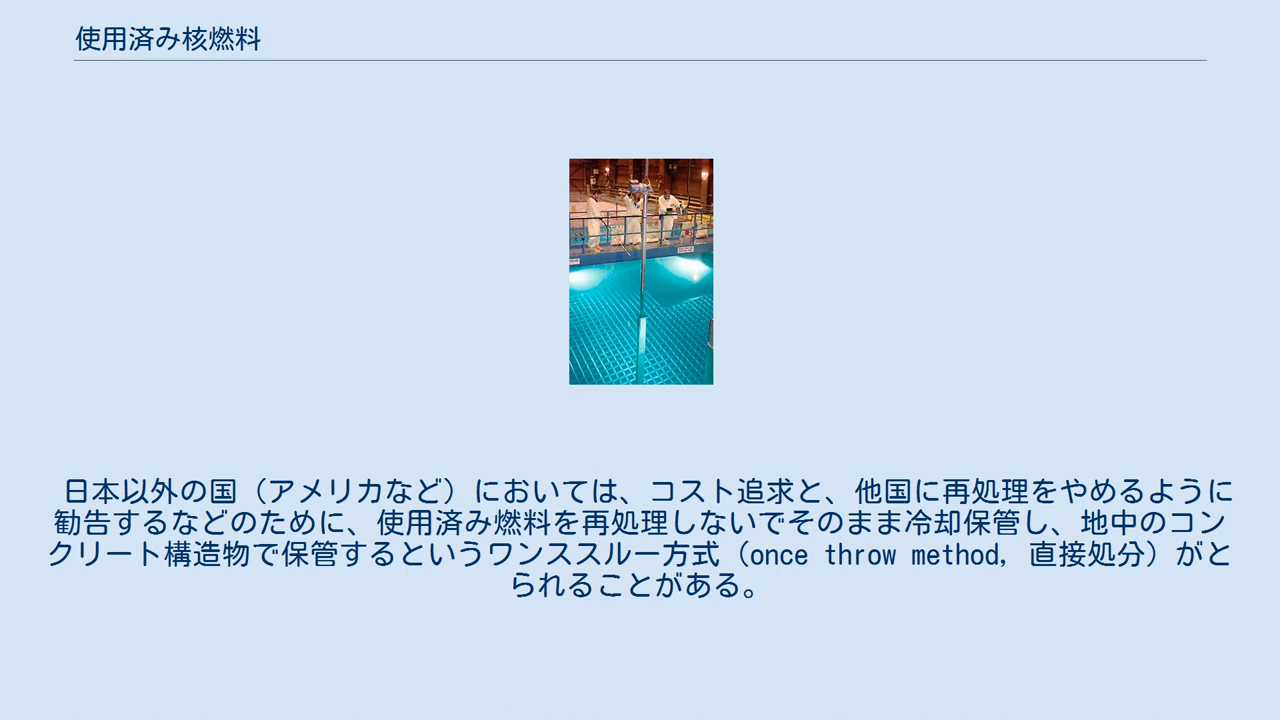 使用済み核燃料
日本以外の国（アメリカなど）においては、コスト追求と、他国に再処理をやめるように
勧告するなどのために、使用済み燃料を再処理しないでそのまま冷却保管し、地中のコン
クリート構造物で保管するというワンススルー方式（once throw method, 直接処分）がと
られることがある。